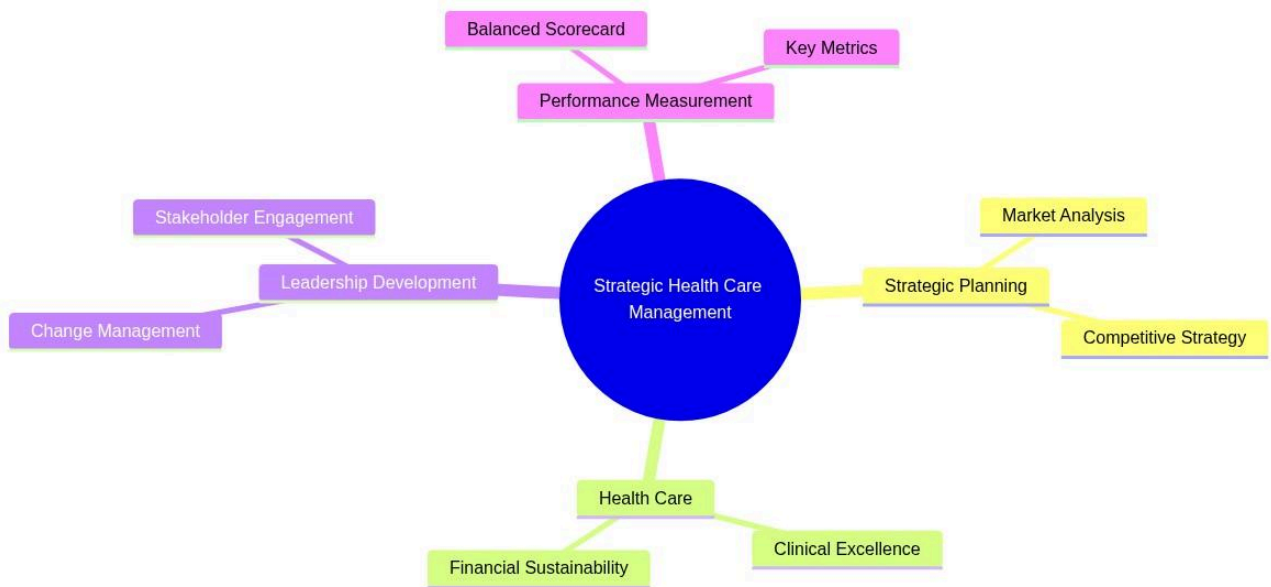 Balanced Scorecard
Key Metrics
Performance Measurement
Stakeholder Engagement
Market Analysis
Leadership Development
Strategic Health Care
Management
Strategic Planning
Change Management
Competitive Strategy
Health Care
Clinical Excellence
Financial Sustainability